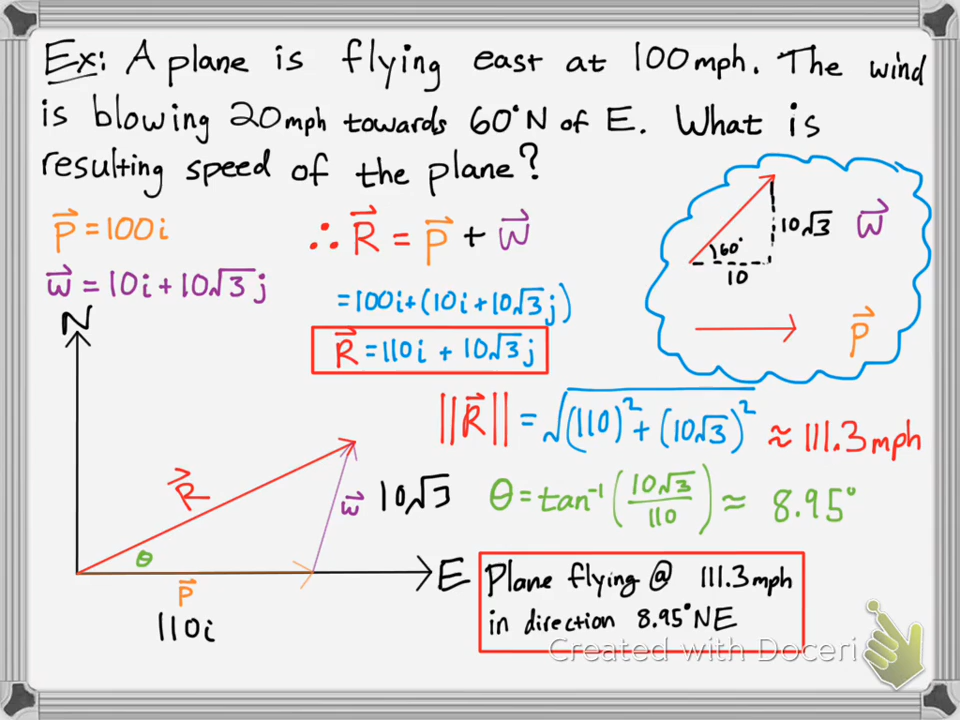 Ex: A plane is flying east at 100mph. The wind
is blowing 20mph towards 60°N of E. What is
resulting speed of the plane?
P⃗ = 100i
w⃗ = 10i + 10√3 j
∴ R⃗ = P⃗ + w⃗
= 100i + (10i + 10√3 j)
R⃗ = 110i + 10√3 j
60°
10√3
10
w⃗
P⃗
||R⃗|| = √((110)² + (10√3)²) ≈ 111.3mph
θ = tan⁻¹(10√3/110) ≈ 8.95°
N
R⃗
w⃗ 10√3
θ
E
P⃗
110i
Plane flying @ 111.3mph
in direction 8.95°NE
Created with Doceri